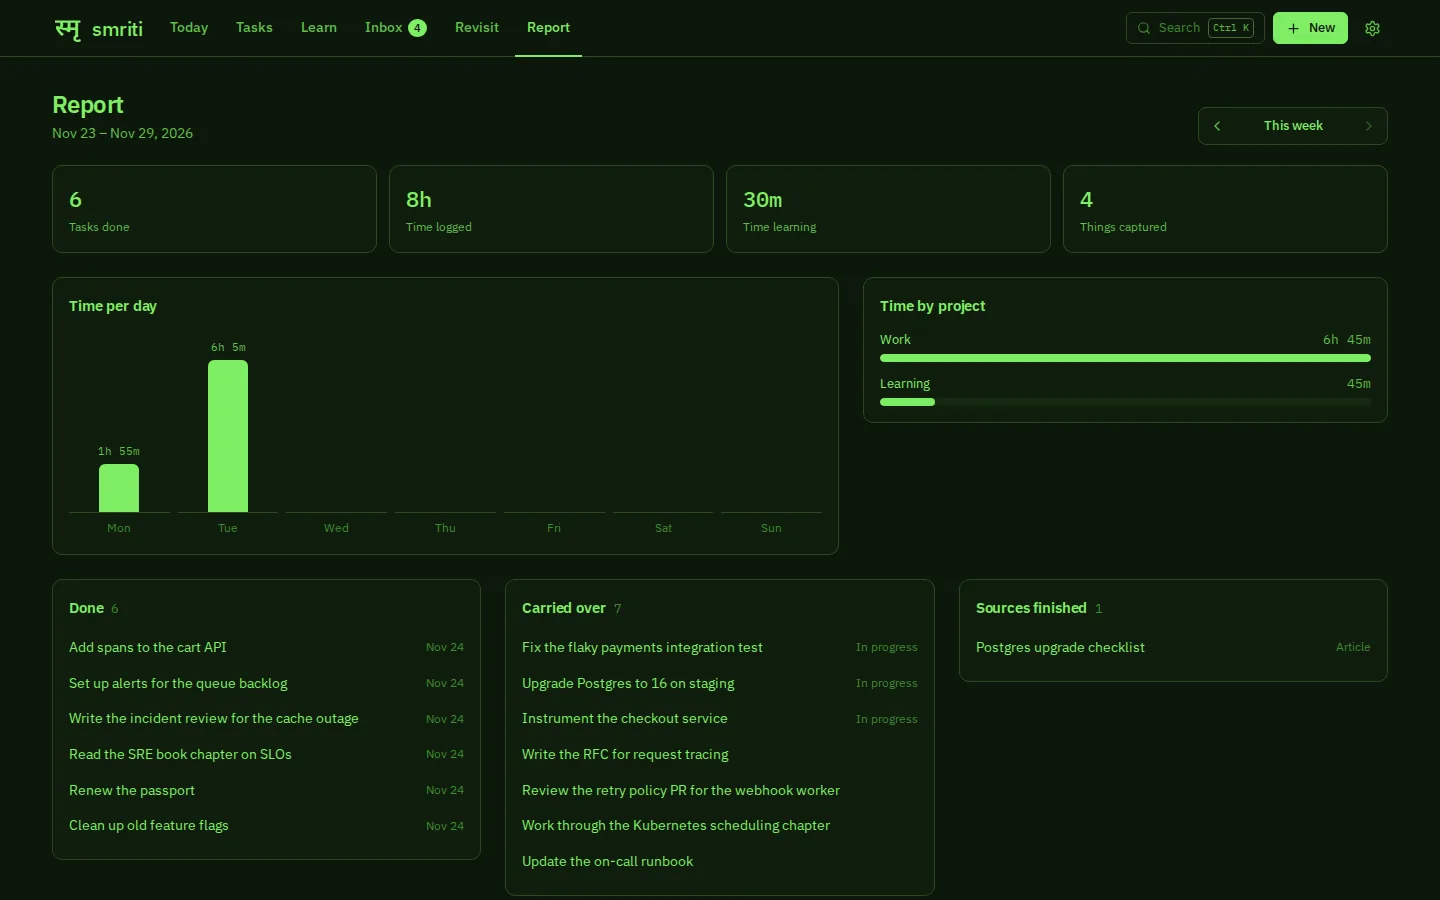 स्मृ smriti Today Tasks Learn Inbox 4 Revisit Report Search Ctrl K + New
Report
Nov 23 – Nov 29, 2026
This week
6
Tasks done
8h
Time logged
30m
Time learning
4
Things captured
Time per day
1h 55m
6h 5m
Mon Tue Wed Thu Fri Sat Sun
Time by project
Work 6h 45m
Learning 45m
Done 6
Add spans to the cart API Nov 24
Set up alerts for the queue backlog Nov 24
Write the incident review for the cache outage Nov 24
Read the SRE book chapter on SLOs Nov 24
Renew the passport Nov 24
Clean up old feature flags Nov 24
Carried over 7
Fix the flaky payments integration test In progress
Upgrade Postgres to 16 on staging In progress
Instrument the checkout service In progress
Write the RFC for request tracing
Review the retry policy PR for the webhook worker
Work through the Kubernetes scheduling chapter
Update the on-call runbook
Sources finished 1
Postgres upgrade checklist Article